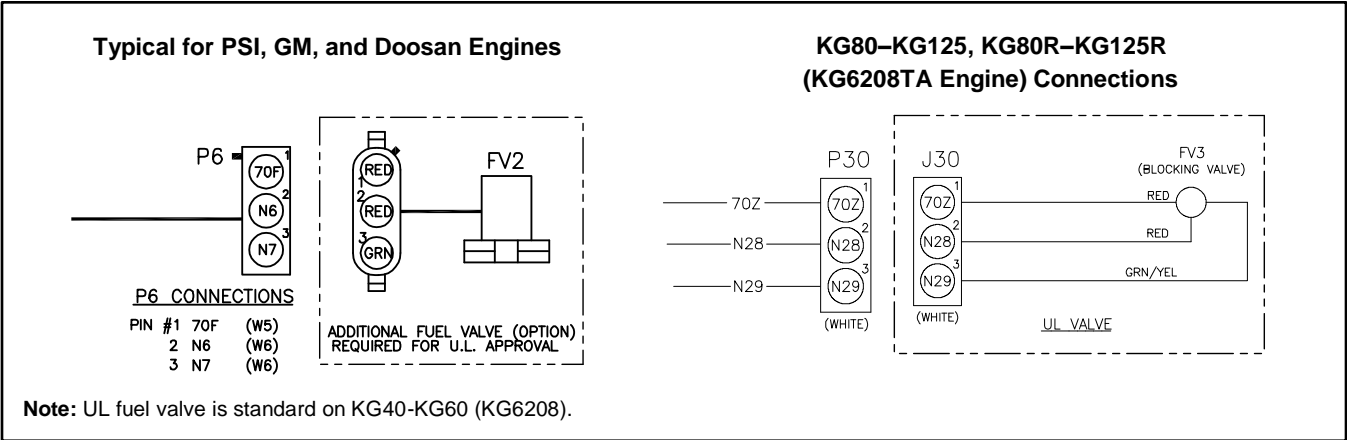 Typical for PSI, GM, and Doosan Engines
P6
70F 1
N6 2
N7 3
P6 CONNECTIONS
PIN #1 70F (W5)
2 N6 (W6)
3 N7 (W6)
RED 1
RED 2
GRN 3
FV2
ADDITIONAL FUEL VALVE (OPTION)
REQUIRED FOR U.L. APPROVAL
KG80–KG125, KG80R–KG125R
(KG6208TA Engine) Connections
P30
70Z 70Z 1
N28 N28 2
N29 N29 3
(WHITE)
J30
70Z 1
N28 2
N29 3
(WHITE)
FV3
(BLOCKING VALVE)
RED
RED
GRN/YEL
UL VALVE
Note: UL fuel valve is standard on KG40-KG60 (KG6208).